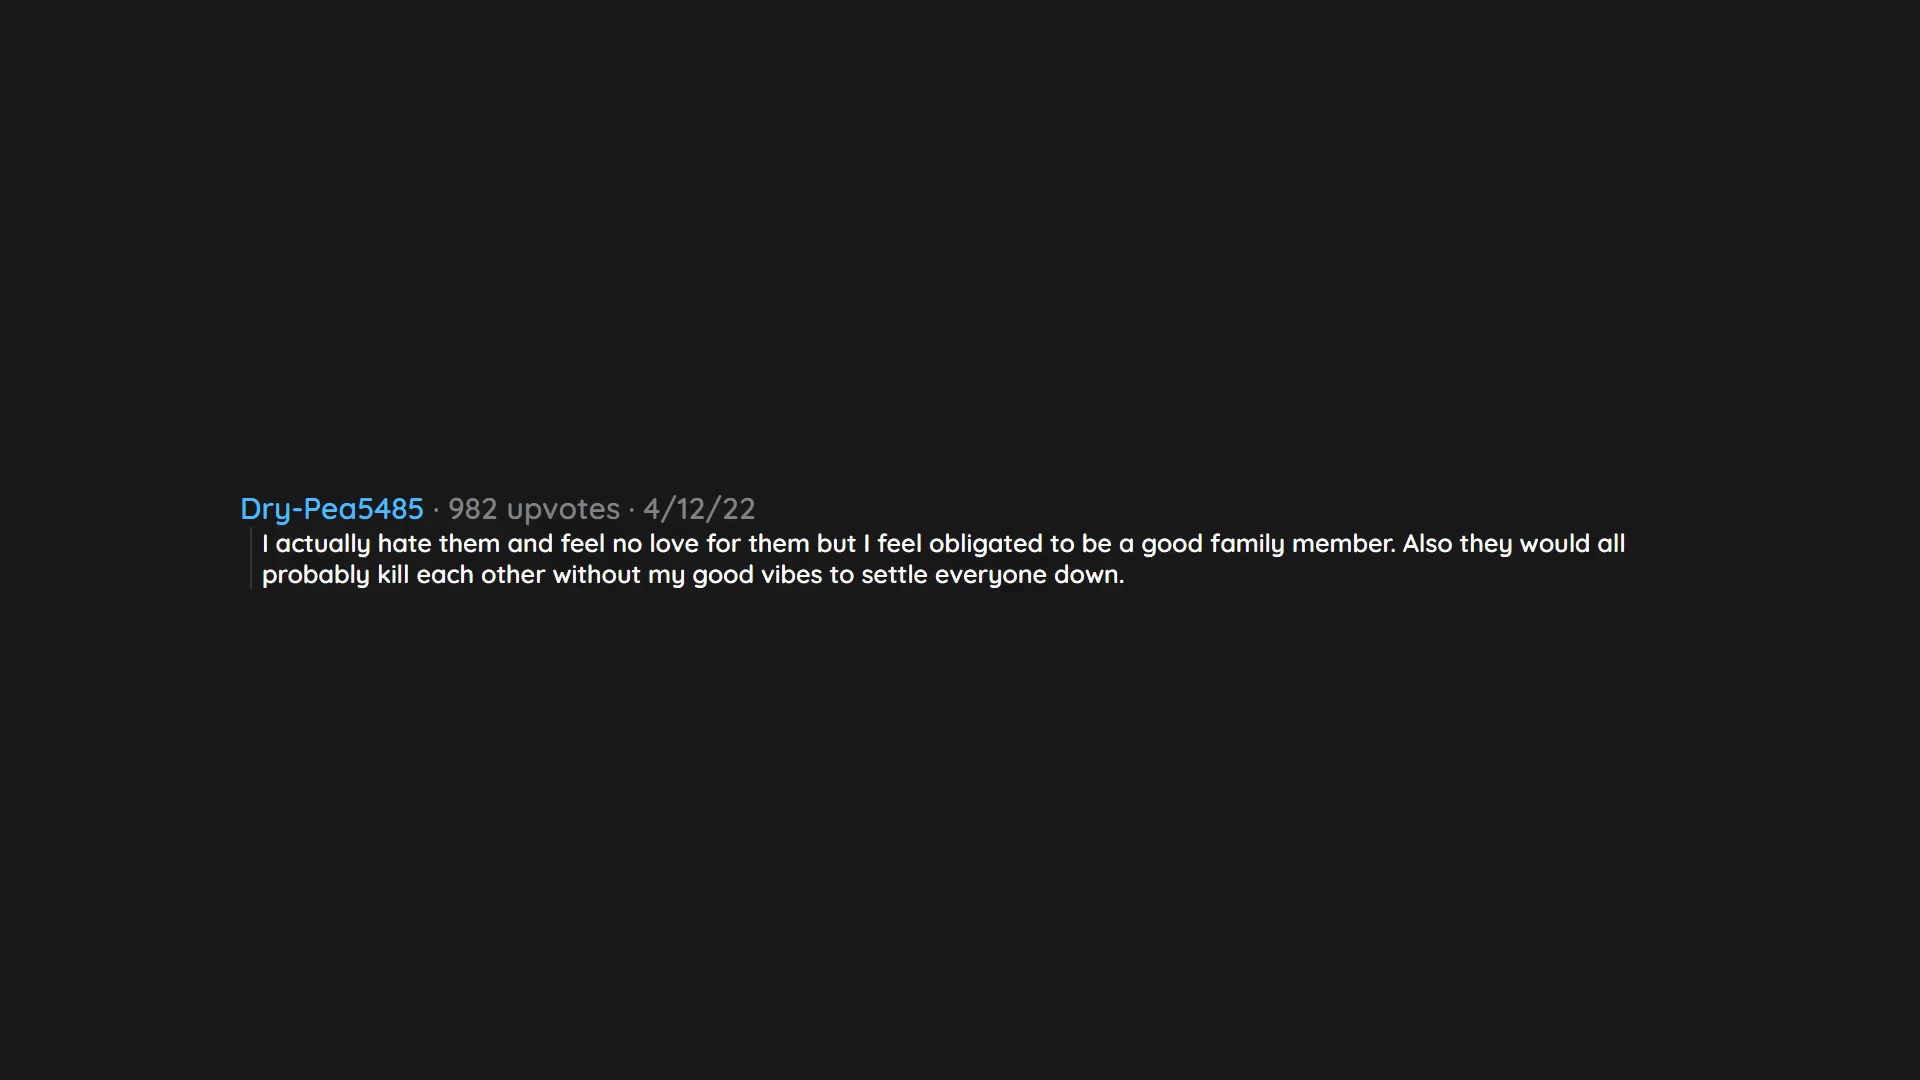 Dry-Pea5485 · 982 upvotes · 4/12/22
I actually hate them and feel no love for them but I feel obligated to be a good family member. Also they would all
probably kill each other without my good vibes to settle everyone down.